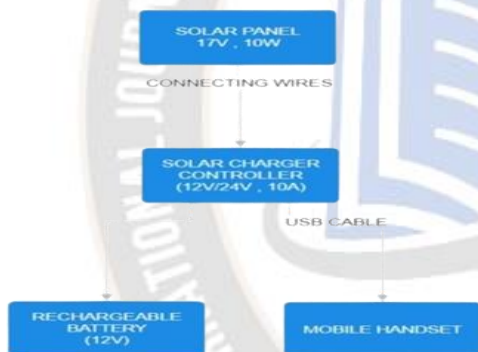 SOLAR PANEL
17V , 10W
CONNECTING WIRES
SOLAR CHARGER
CONTROLLER
(12V/24V , 10A)
USB CABLE
RECHARGEABLE
BATTERY
(12V)
MOBILE HANDSET